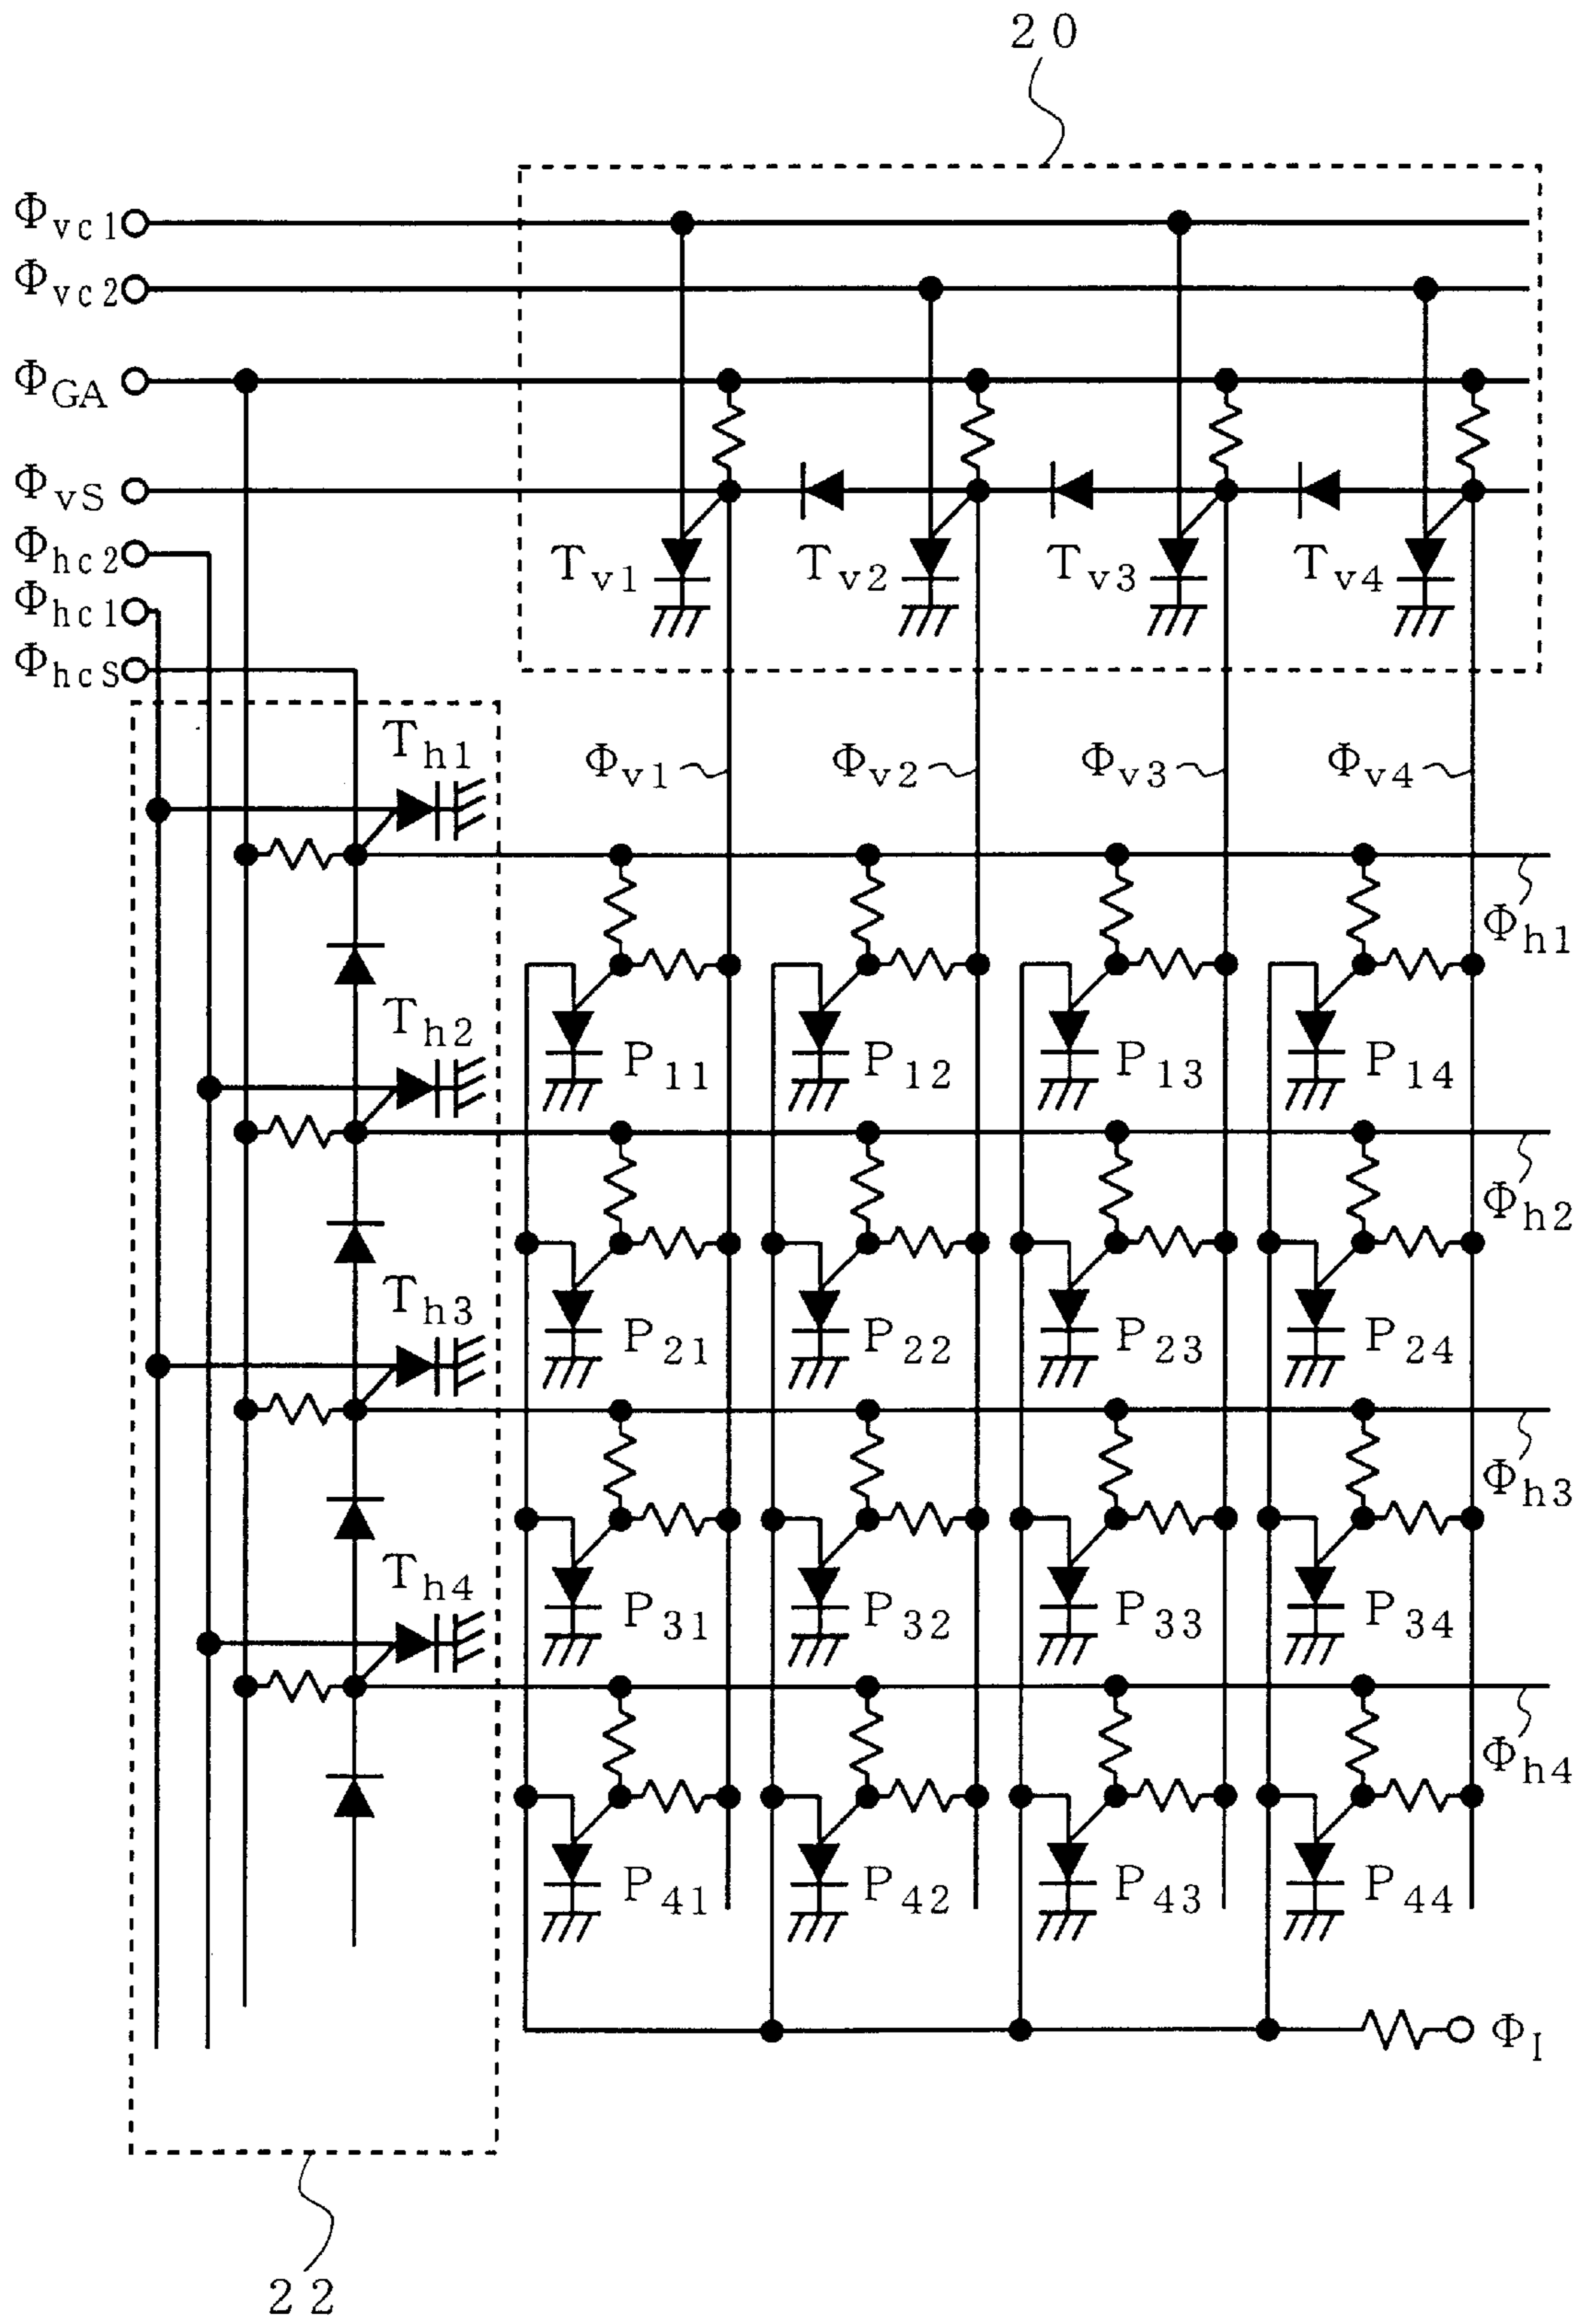 20
Φvc1
Φvc2
ΦGA
ΦvS
Φhc2
Φhc1
ΦhcS
Tv1 Tv2 Tv3 Tv4
Th1
Φv1 Φv2 Φv3 Φv4
Φh1
Th2
P11 P12 P13 P14
Φh2
Th3
P21 P22 P23 P24
Φh3
Th4
P31 P32 P33 P34
Φh4
P41 P42 P43 P44
ΦI
22